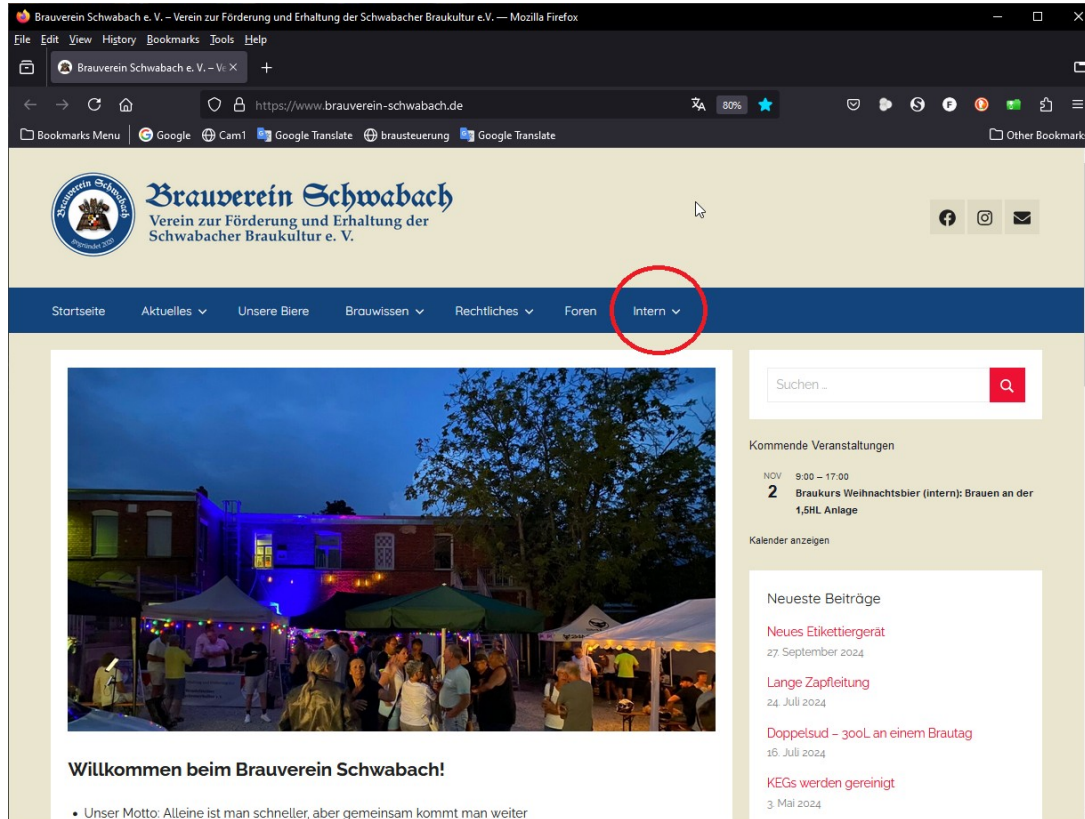 Brauverein Schwabach e. V. – Verein zur Förderung und Erhaltung der Schwabacher Braukultur e.V. — Mozilla Firefox
File Edit View History Bookmarks Tools Help
Brauverein Schwabach e. V. – Ve
https://www.brauverein-schwabach.de
80%
Bookmarks Menu
Google
Cam1
Google Translate
brausteuerung
Google Translate
Other Bookmark
Brauverein Schwabach
gegründet 2020
Brauverein Schwabach
Verein zur Förderung und Erhaltung der
Schwabacher Braukultur e. V.
Startseite
Aktuelles
Unsere Biere
Brauwissen
Rechtliches
Foren
Intern
Suchen …
Kommende Veranstaltungen
NOV
2
9:00 – 17:00
Braukurs Weihnachtsbier (intern): Brauen an der
1,5HL Anlage
Kalender anzeigen
Neueste Beiträge
Neues Etikettiergerät
27. September 2024
Lange Zapfleitung
24. Juli 2024
Doppelsud – 300L an einem Brautag
16. Juli 2024
KEGs werden gereinigt
3. Mai 2024
Willkommen beim Brauverein Schwabach!
• Unser Motto: Alleine ist man schneller, aber gemeinsam kommt man weiter